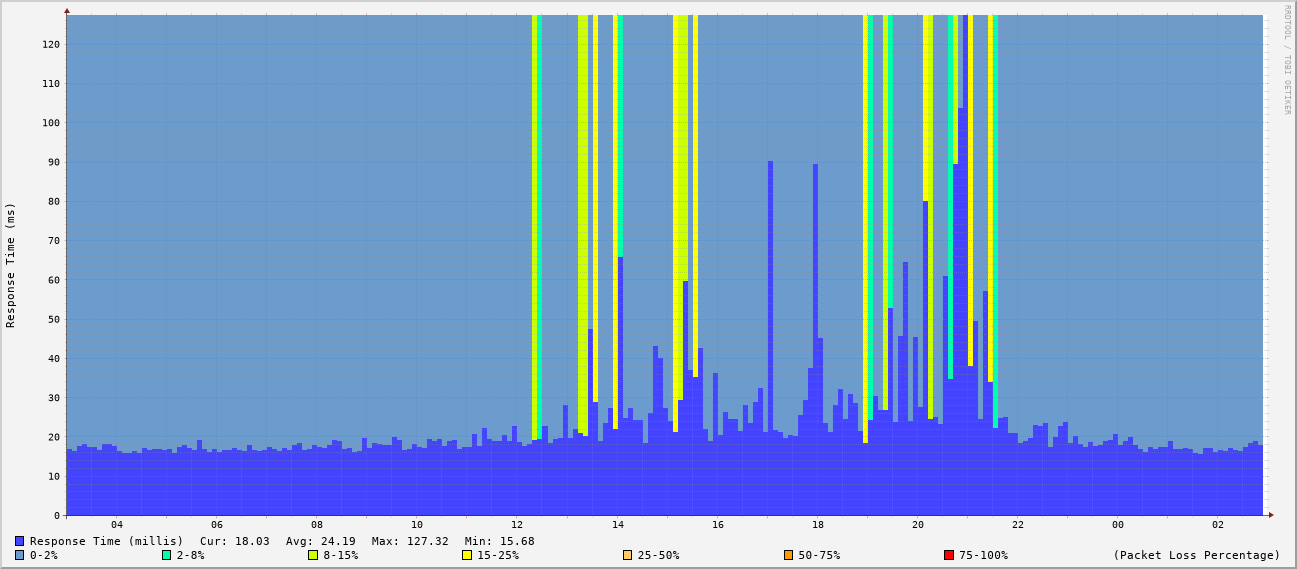 RRDTOOL / TOBI OETIKER
Response Time (ms)
120
110
100
90
80
70
60
50
40
30
20
10
0
04 06 08 10 12 14 16 18 20 22 00 02
Response Time (millis) Cur: 18.03 Avg: 24.19 Max: 127.32 Min: 15.68
0-2% 2-8% 8-15% 15-25% 25-50% 50-75% 75-100% (Packet Loss Percentage)